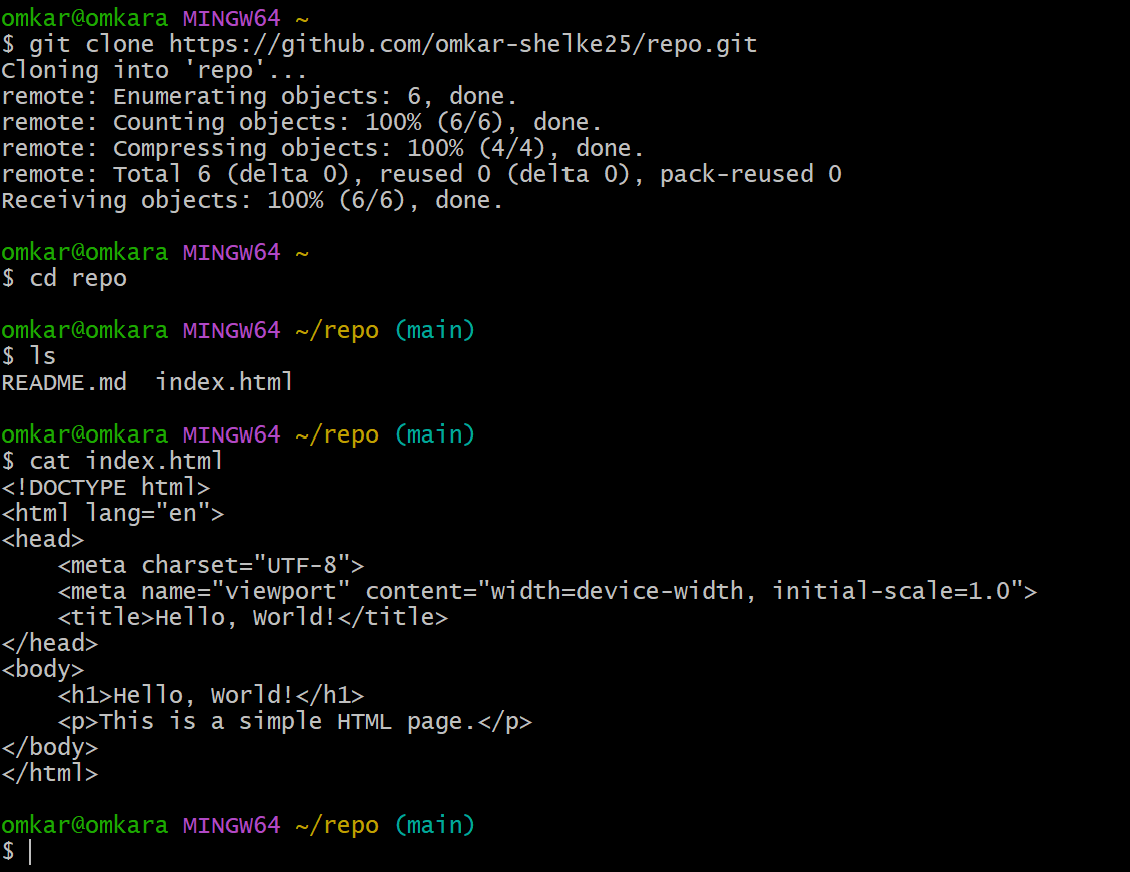 omkar@omkara MINGW64 ~
$ git clone https://github.com/omkar-shelke25/repo.git
Cloning into 'repo'...
remote: Enumerating objects: 6, done.
remote: Counting objects: 100% (6/6), done.
remote: Compressing objects: 100% (4/4), done.
remote: Total 6 (delta 0), reused 0 (delta 0), pack-reused 0
Receiving objects: 100% (6/6), done.

omkar@omkara MINGW64 ~
$ cd repo

omkar@omkara MINGW64 ~/repo (main)
$ ls
README.md  index.html

omkar@omkara MINGW64 ~/repo (main)
$ cat index.html
<!DOCTYPE html>
<html lang="en">
<head>
    <meta charset="UTF-8">
    <meta name="viewport" content="width=device-width, initial-scale=1.0">
    <title>Hello, World!</title>
</head>
<body>
    <h1>Hello, World!</h1>
    <p>This is a simple HTML page.</p>
</body>
</html>

omkar@omkara MINGW64 ~/repo (main)
$